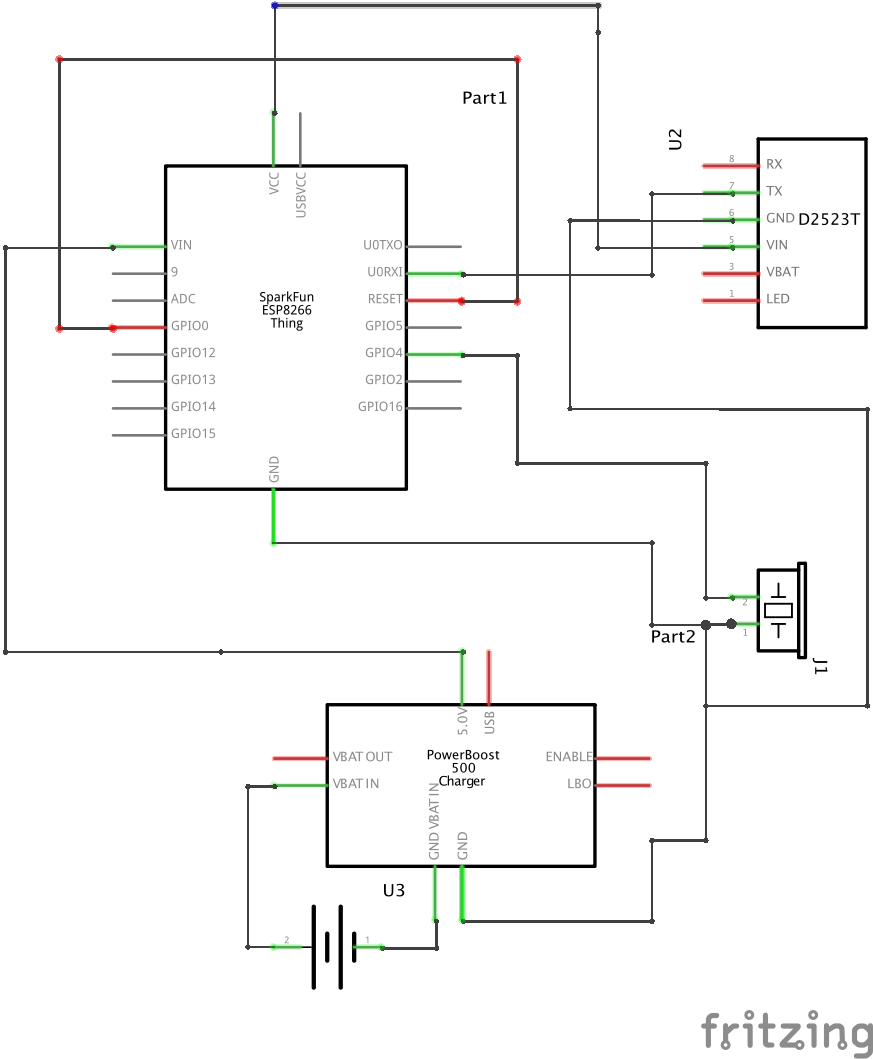 Part1
VCC
USBVCC
VIN
9
ADC
GPIO0
GPIO12
GPIO13
GPIO14
GPIO15
SparkFun
ESP8266
Thing
U0TXO
U0RXI
RESET
GPIO5
GPIO4
GPIO2
GPIO16
GND
U2
8 RX
7 TX
6 GND
5 VIN
3 VBAT
1 LED
D2523T
2
1
Part2
J1
5.0V
USB
VBAT OUT
VBAT IN
PowerBoost
500
Charger
ENABLE
LBO
GND VBAT IN
GND
U3
2
1
fritzing